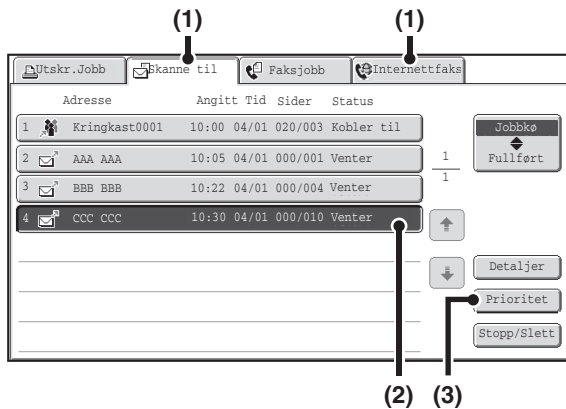 (1) (1)
Utskr.Jobb Skanne til Faksjobb Internettfaks
Adresse Angitt Tid Sider Status
1 Kringkast0001 10:00 04/01 020/003 Kobler til
Jobbkø
Fullført
2 AAA AAA 10:05 04/01 000/001 Venter
1
1
3 BBB BBB 10:22 04/01 000/004 Venter
4 CCC CCC 10:30 04/01 000/010 Venter
Detaljer
Prioritet
Stopp/Slett
(2) (3)